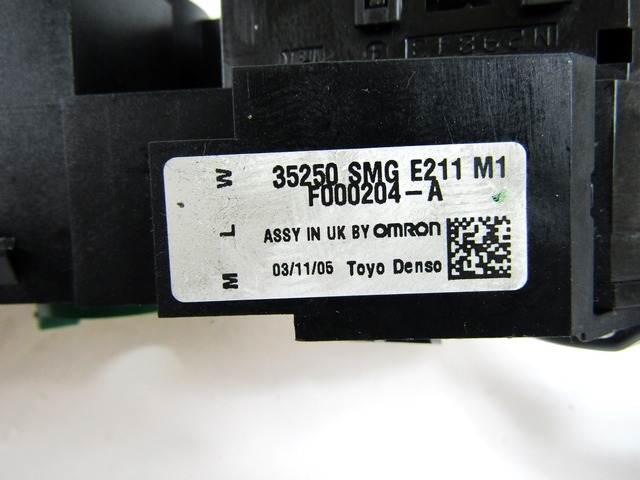 35250 SMG E211 M1
F000204-A
ASSY IN UK BY OMRON
03/11/05 Toyo Denso
W
L
M